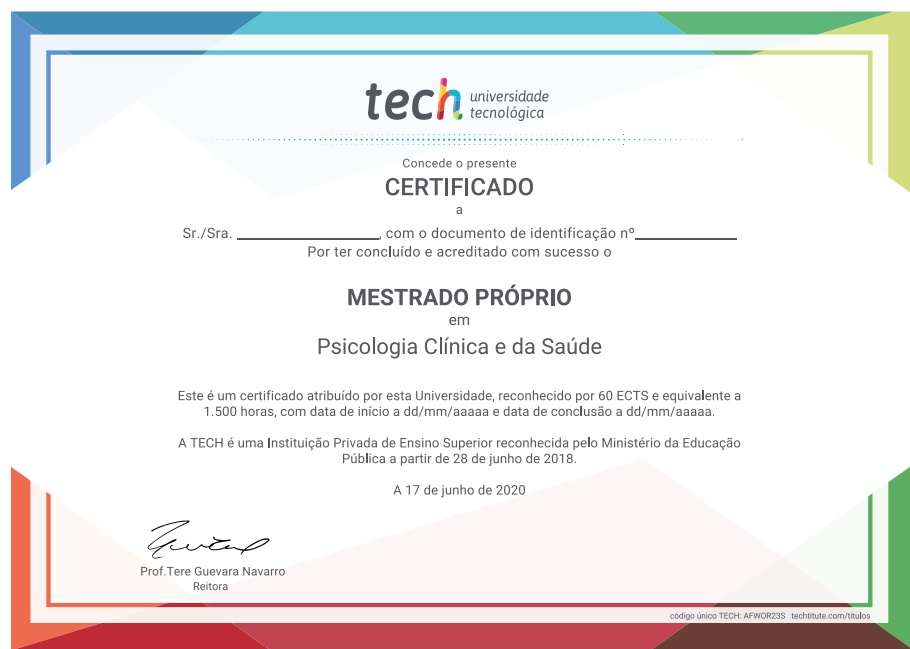 tech universidade
tecnológica
Concede o presente
CERTIFICADO
a
Sr./Sra. ____________________, com o documento de identificação nº______________
Por ter concluído e acreditado com sucesso o
MESTRADO PRÓPRIO
em
Psicologia Clínica e da Saúde
Este é um certificado atribuído por esta Universidade, reconhecido por 60 ECTS e equivalente a
1.500 horas, com data de início a dd/mm/aaaaa e data de conclusão a dd/mm/aaaaa.
A TECH é uma Instituição Privada de Ensino Superior reconhecida pelo Ministério da Educação
Pública a partir de 28 de junho de 2018.
A 17 de junho de 2020
Prof.Tere Guevara Navarro
Reitora
código único TECH: AFWOR23S techtitute.com/titulos